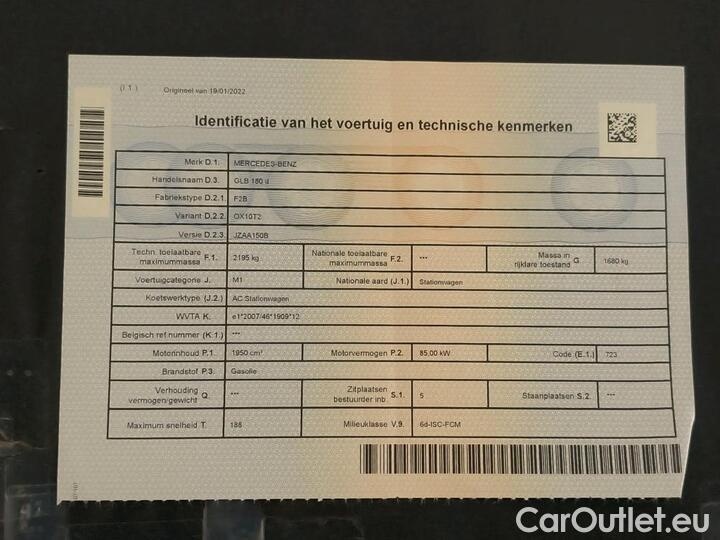 (I.1) Origineel van 19/01/2022
Identificatie van het voertuig en technische kenmerken
Merk D.1. MERCEDES-BENZ
Handelsnaam D.3. GLB 180 d
Fabriekstype D.2.1. F2B
Variant D.2.2. OX10T2
Versie D.2.3. JZAA150B
Techn. toelaatbare maximummassa F.1. 2195 kg Nationale toelaatbare maximummassa F.2. *** Massa in rijklare toestand G. 1680 kg
Voertuigcategorie J. M1 Nationale aard (J.1.) Stationwagen
Koetswerktype (J.2.) AC Stationwagen
WVTA K. e1*2007/46*1909*12
Belgisch ref nummer (K.1.) ***
Motorinhoud P.1. 1950 cm³ Motorvermogen P.2. 85,00 kW Code (E.1.) 723
Brandstof P.3. Gasolie
Verhouding vermogen/gewicht Q. *** Zitplaatsen bestuurder inb. S.1. 5 Staanplaatsen S.2. ***
Maximum snelheid T. 188 Milieuklasse V.9. 6d-ISC-FCM
CarOutlet.eu